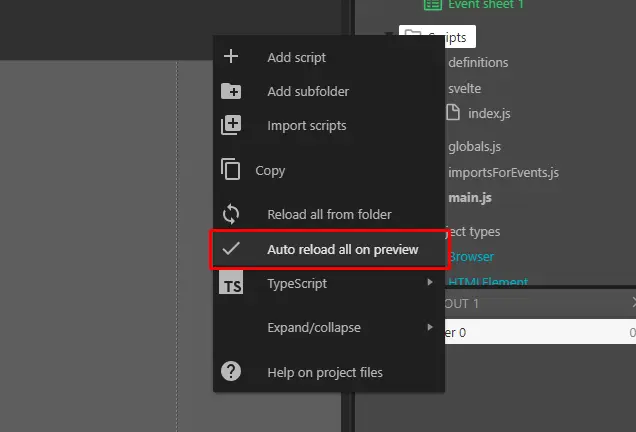 Event sheet 1
Scripts
Add script
definitions
Add subfolder
svelte
Import scripts
index.js
globals.js
Copy
importsForEvents.js
main.js
Reload all from folder
Auto reload all on preview
ject types
Browser
TS TypeScript
HTMLElement
OUT 1
Expand/collapse
er 0
0
Help on project files